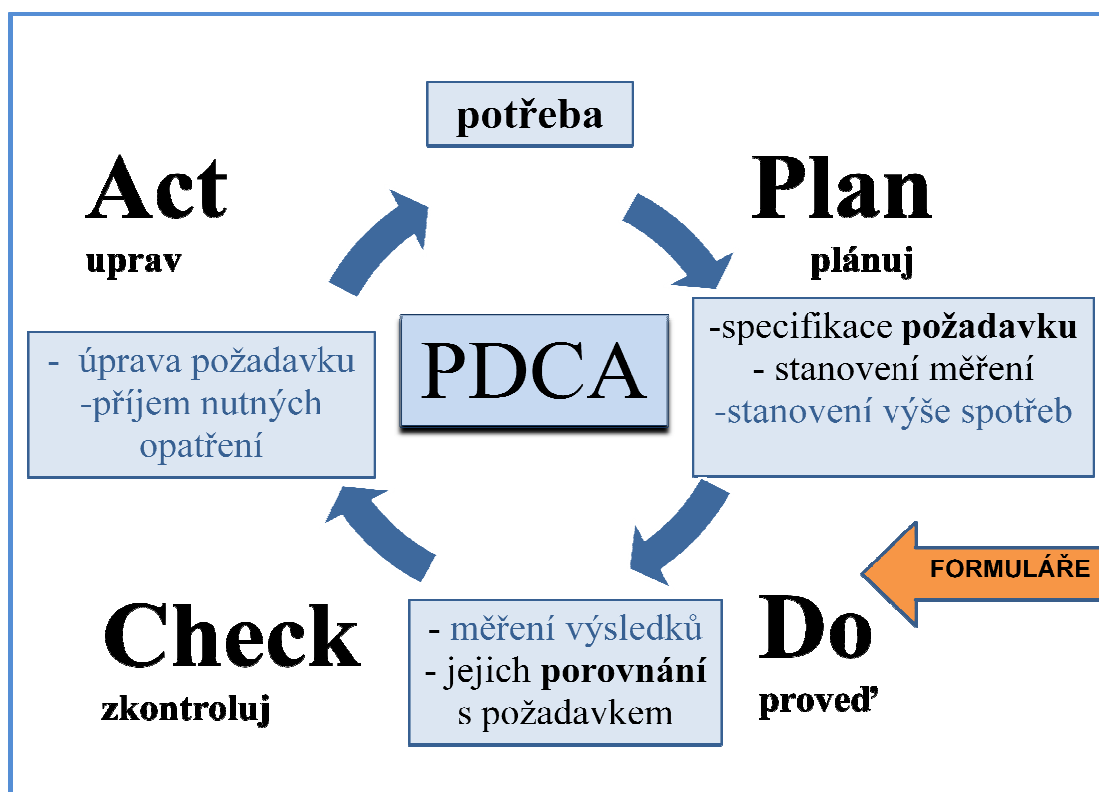 potřeba
Act
uprav
Plan
plánuj
-specifikace požadavku
- stanovení měření
-stanovení výše spotřeb
PDCA
- úprava požadavku
-příjem nutných
opatření
FORMULÁŘE
Do
proveď
Check
zkontroluj
- měření výsledků
- jejich porovnání
s požadavkem